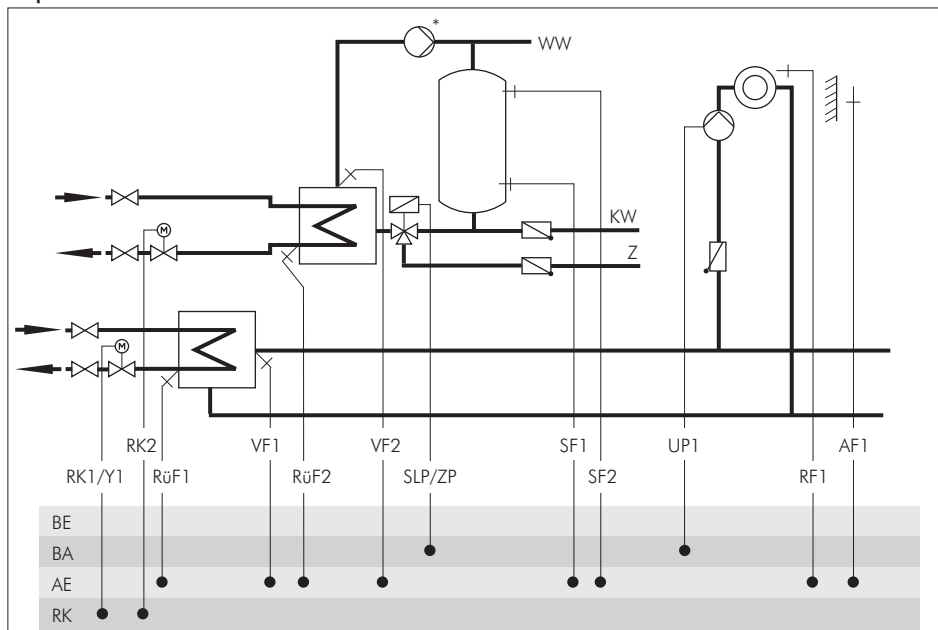 *
WW
KW
Z
M
M
RK2 VF1 VF2 SF1 UP1 AF1
RK1/Y1 RüF1 RüF2 SLP/ZP SF2 RF1
BE
BA
AE
RK